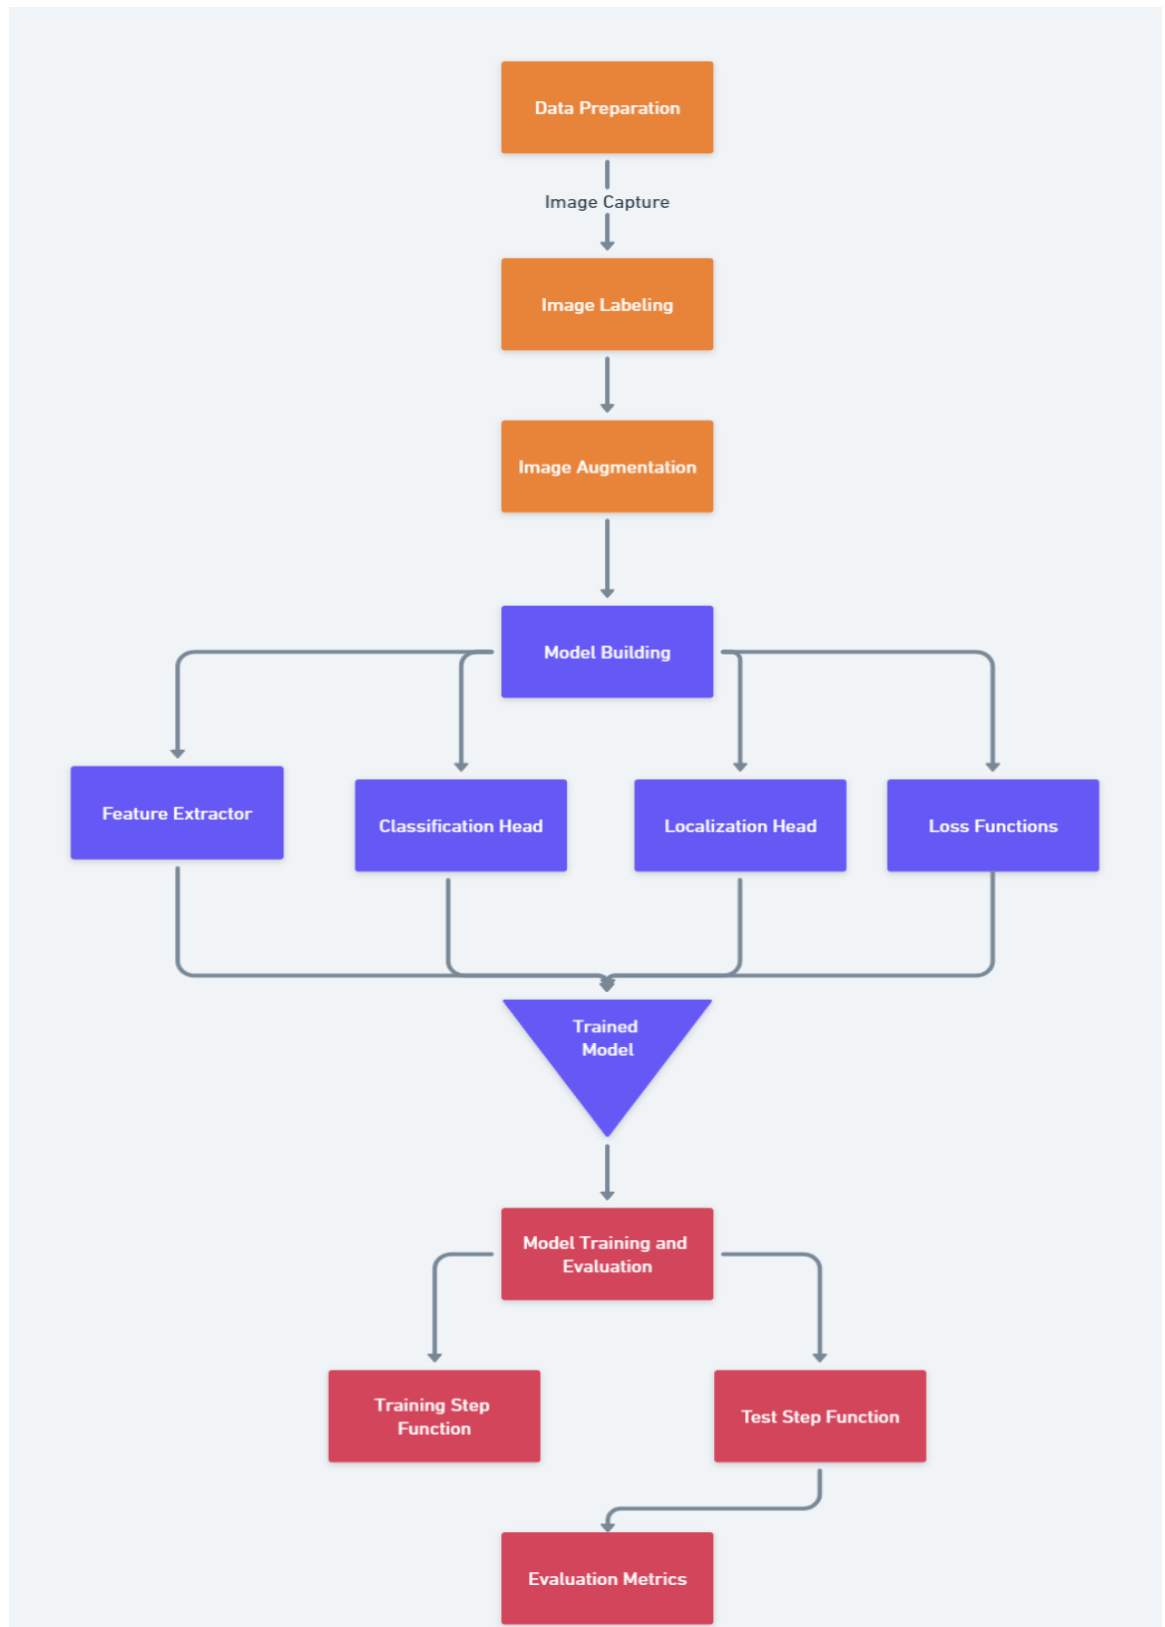 Data Preparation
Image Capture
Image Labeling
Image Augmentation
Model Building
Feature Extractor
Classification Head
Localization Head
Loss Functions
Trained
Model
Model Training and
Evaluation
Training Step
Function
Test Step Function
Evaluation Metrics